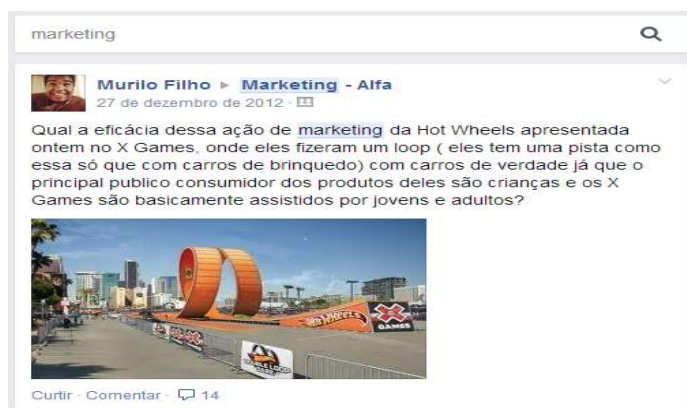 marketing
Murilo Filho ▸ Marketing - Alfa
27 de dezembro de 2012 ·
Qual a eficácia dessa ação de marketing da Hot Wheels apresentada
ontem no X Games, onde eles fizeram um loop ( eles tem uma pista como
essa só que com carros de brinquedo) com carros de verdade já que o
principal publico consumidor dos produtos deles são crianças e os X
Games são basicamente assistidos por jovens e adultos?
HOT WHEELS
X GAMES
DOUBLE LOOP
Curtir · Comentar · 14